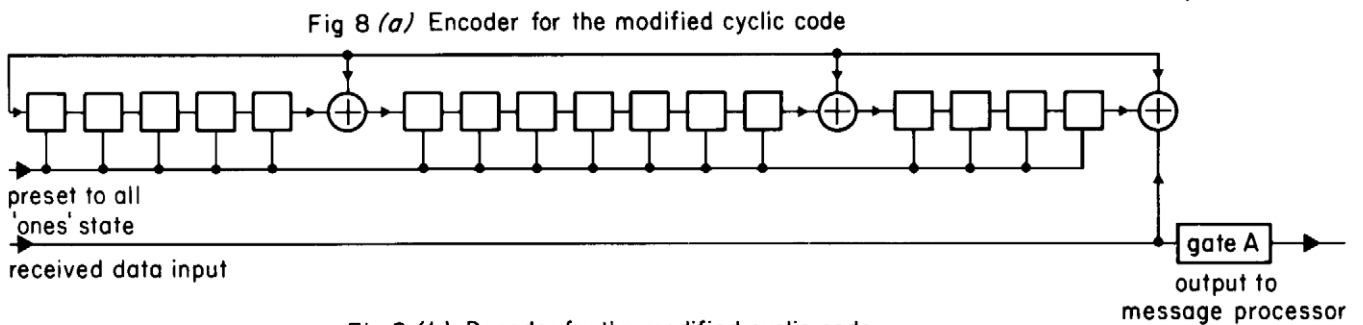 Fig 8 (a) Encoder for the modified cyclic code
preset to all
'ones' state
received data input
gate A
output to
message processor